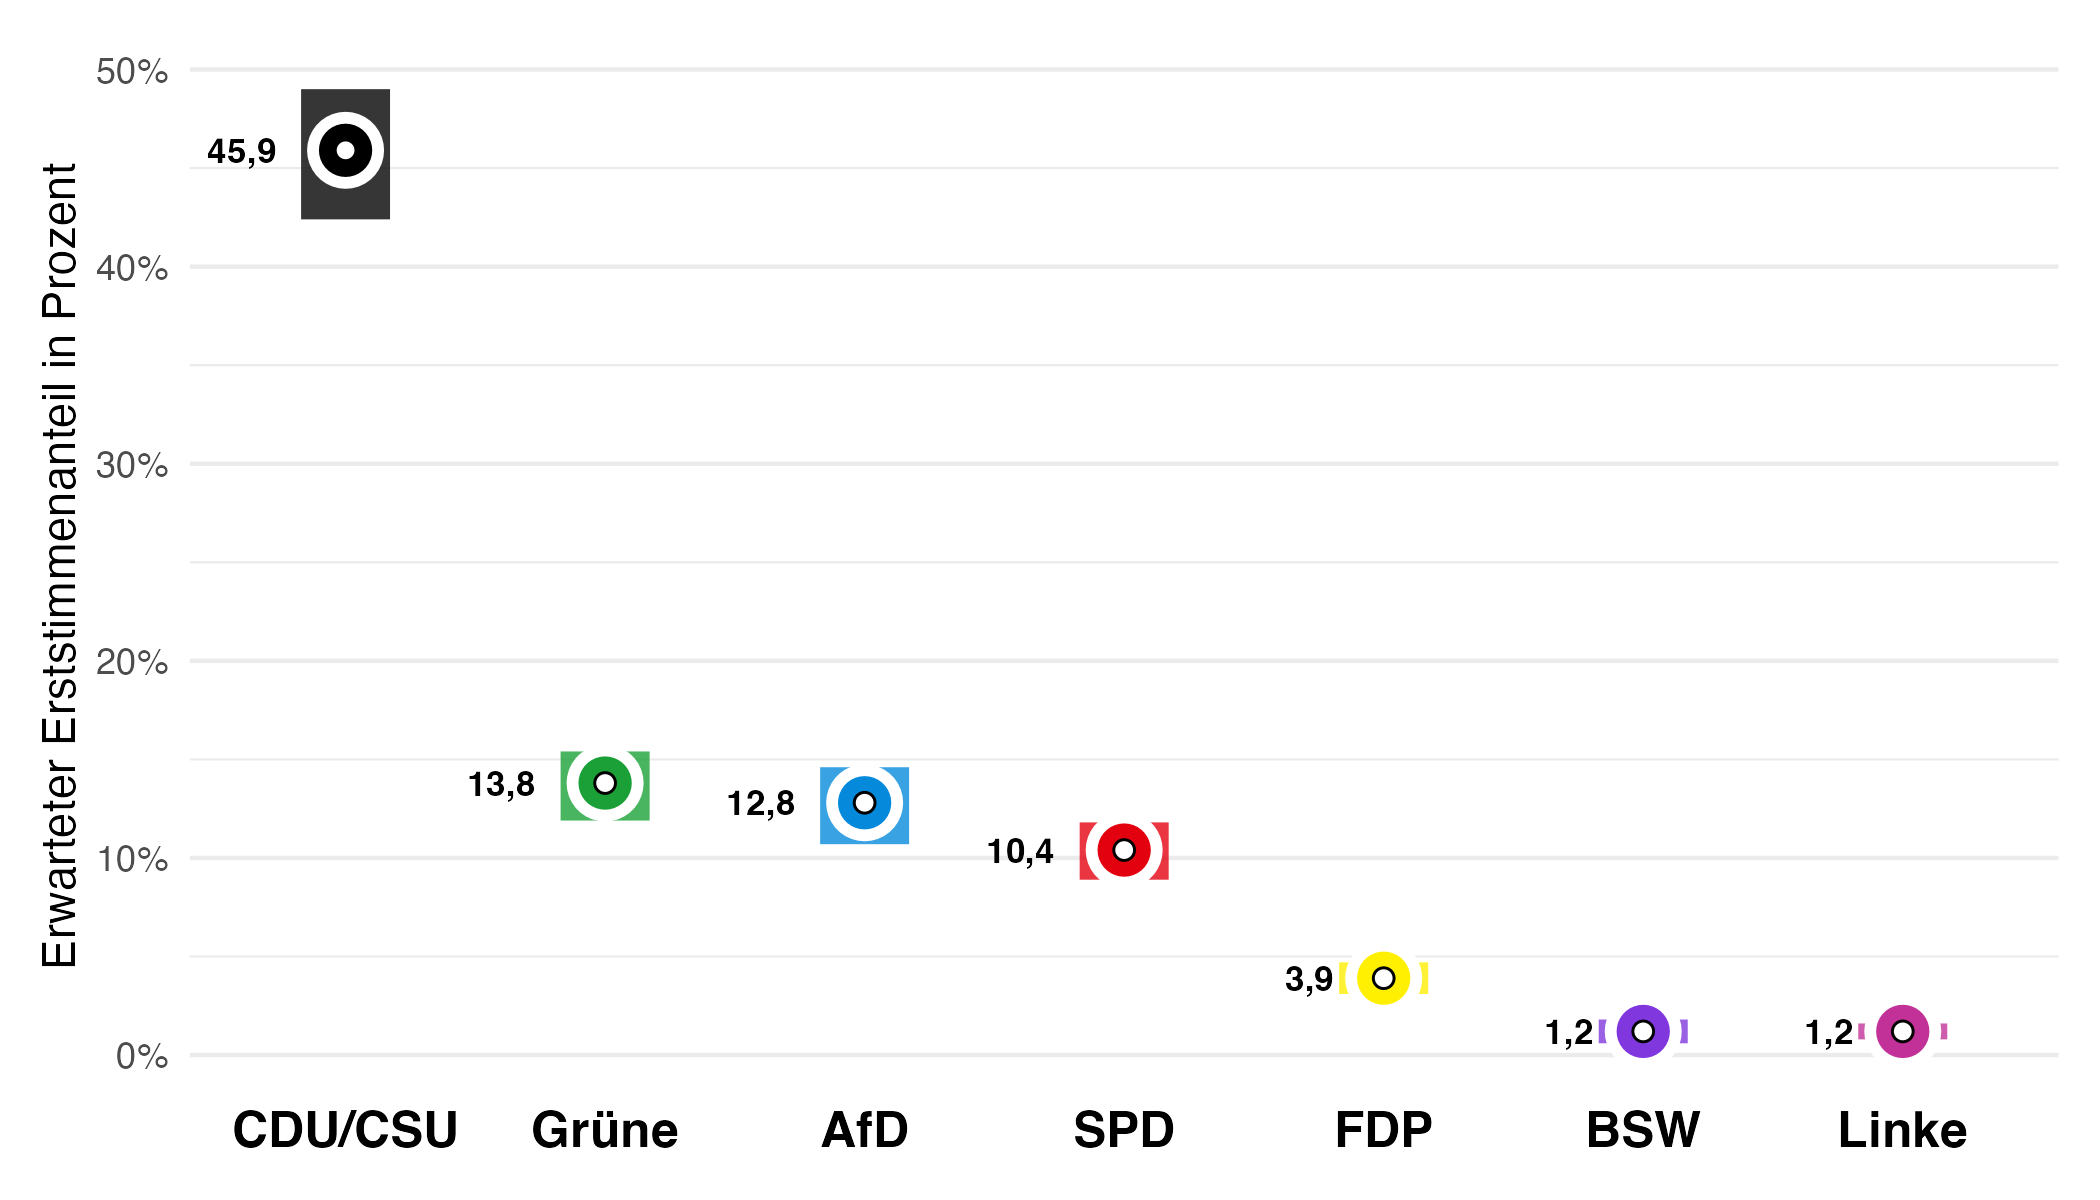 Erwarteter Erststimmenanteil in Prozent
50%
40%
30%
20%
10%
0%
45,9
13,8
12,8
10,4
3,9
1,2
1,2
CDU/CSU
Grüne
AfD
SPD
FDP
BSW
Linke